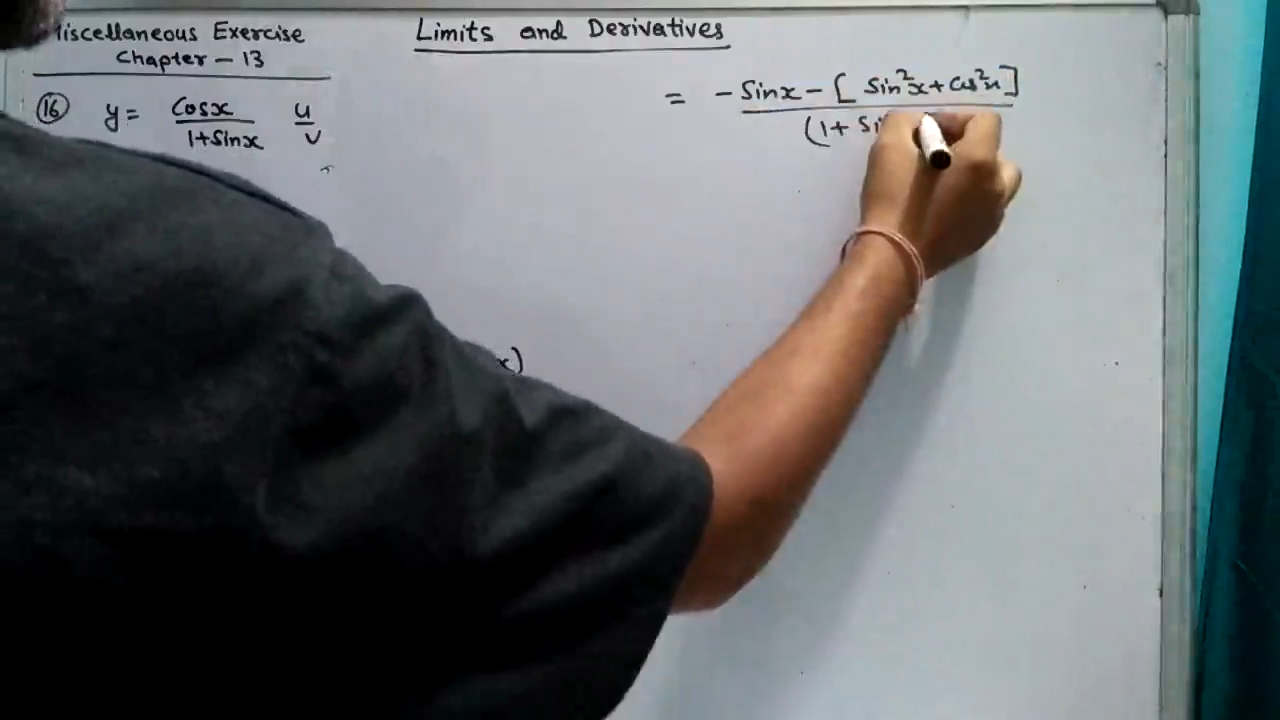 Miscellaneous Exercise
Chapter - 13
Limits and Derivatives
(16) y = Cosx / 1+Sinx u / v
= -Sinx - [ Sin²x + Cos²x ] / (1 + Si
x)